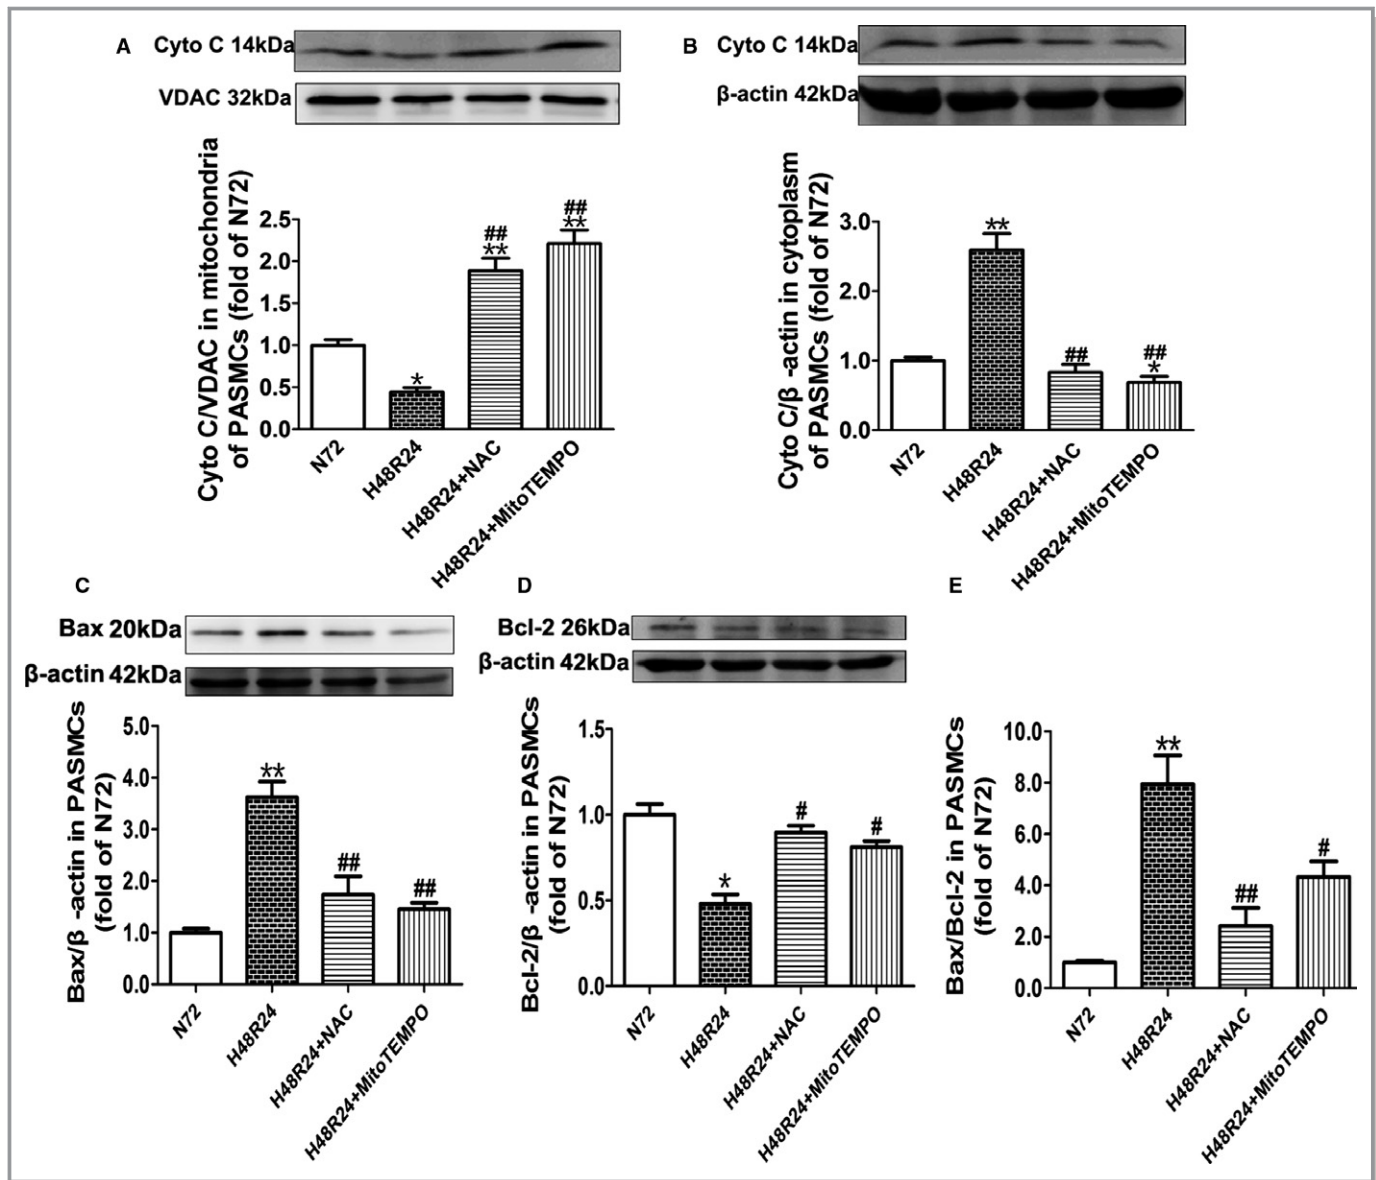 A
Cyto C 14kDa
VDAC 32kDa
Cyto C/VDAC in mitochondria
of PASMCs (fold of N72)
2.5
2.0
1.5
1.0
0.5
0.0
*
##
**
##
**
N72
H48R24
H48R24+NAC
H48R24+MitoTEMPO
B
Cyto C 14kDa
β-actin 42kDa
Cyto C/β -actin in cytoplasm
of PASMCs (fold of N72)
3.0
2.0
1.0
0.0
**
##
##
*
N72
H48R24
H48R24+NAC
H48R24+MitoTEMPO
C
Bax 20kDa
β-actin 42kDa
Bax/β -actin in PASMCs
(fold of N72)
5.0
4.0
3.0
2.0
1.0
0.0
**
##
##
N72
H48R24
H48R24+NAC
H48R24+MitoTEMPO
D
Bcl-2 26kDa
β-actin 42kDa
Bcl-2/β -actin in PASMCs
(fold of N72)
1.5
1.0
0.5
0.0
*
#
#
N72
H48R24
H48R24+NAC
H48R24+MitoTEMPO
E
Bax/Bcl-2 in PASMCs
(fold of N72)
10.0
8.0
6.0
4.0
2.0
0.0
**
##
#
N72
H48R24
H48R24+NAC
H48R24+MitoTEMPO